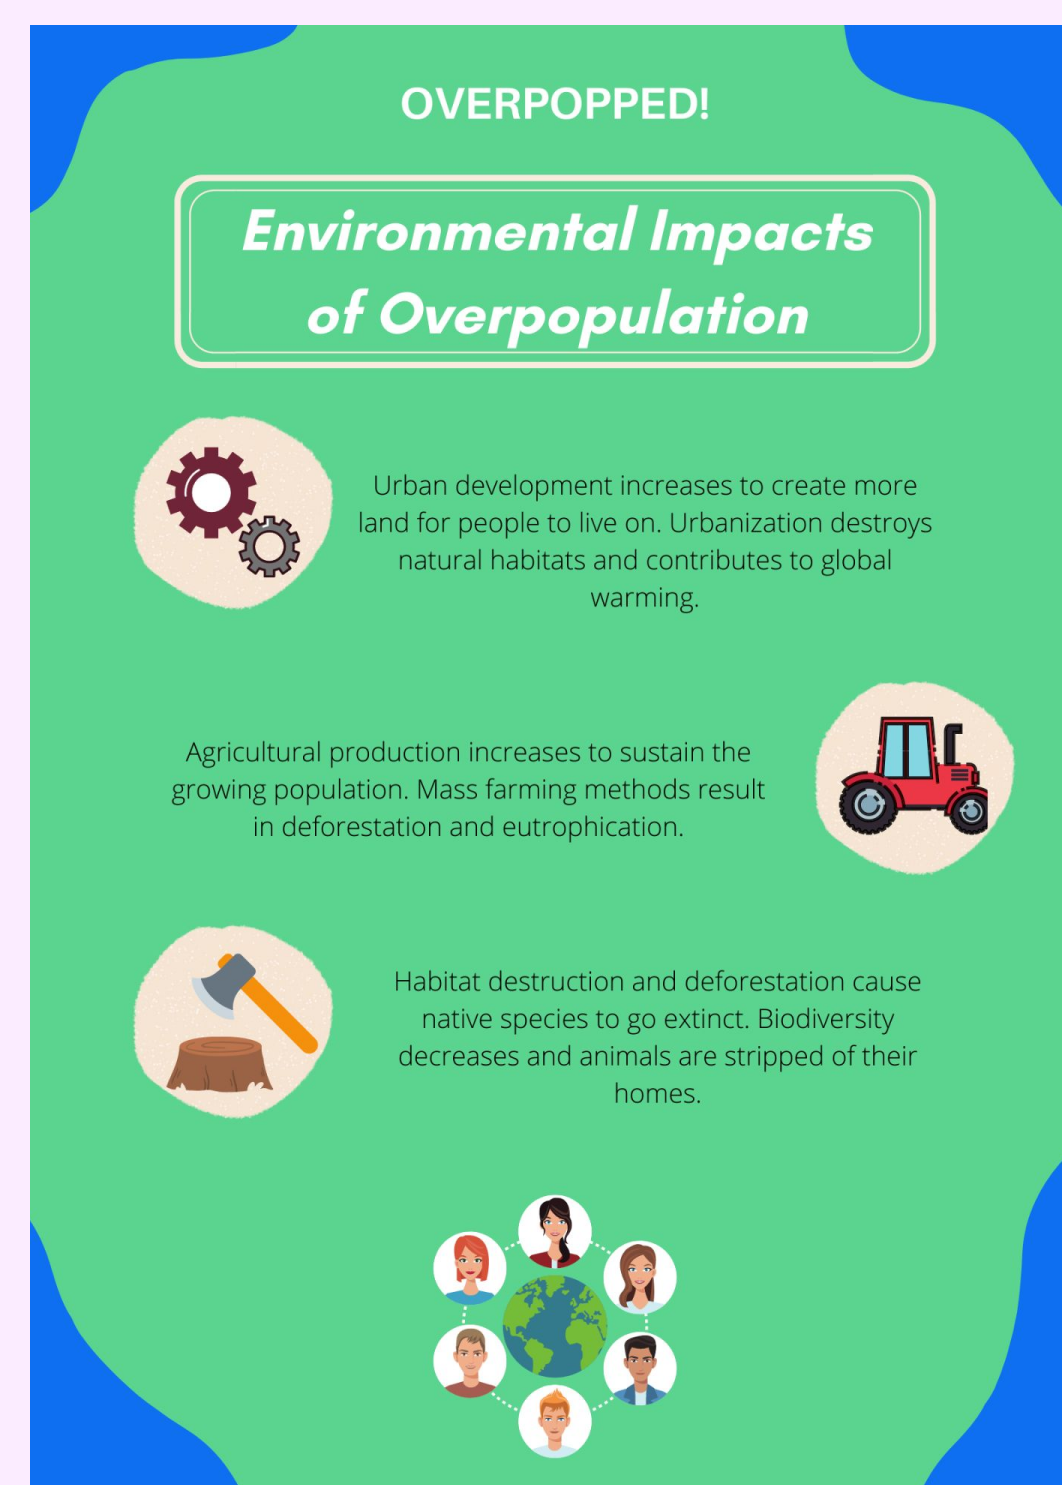 OVERPOPPED!
Environmental Impacts
of Overpopulation
Urban development increases to create more
land for people to live on. Urbanization destroys
natural habitats and contributes to global
warming.
Agricultural production increases to sustain the
growing population. Mass farming methods result
in deforestation and eutrophication.
Habitat destruction and deforestation cause
native species to go extinct. Biodiversity
decreases and animals are stripped of their
homes.